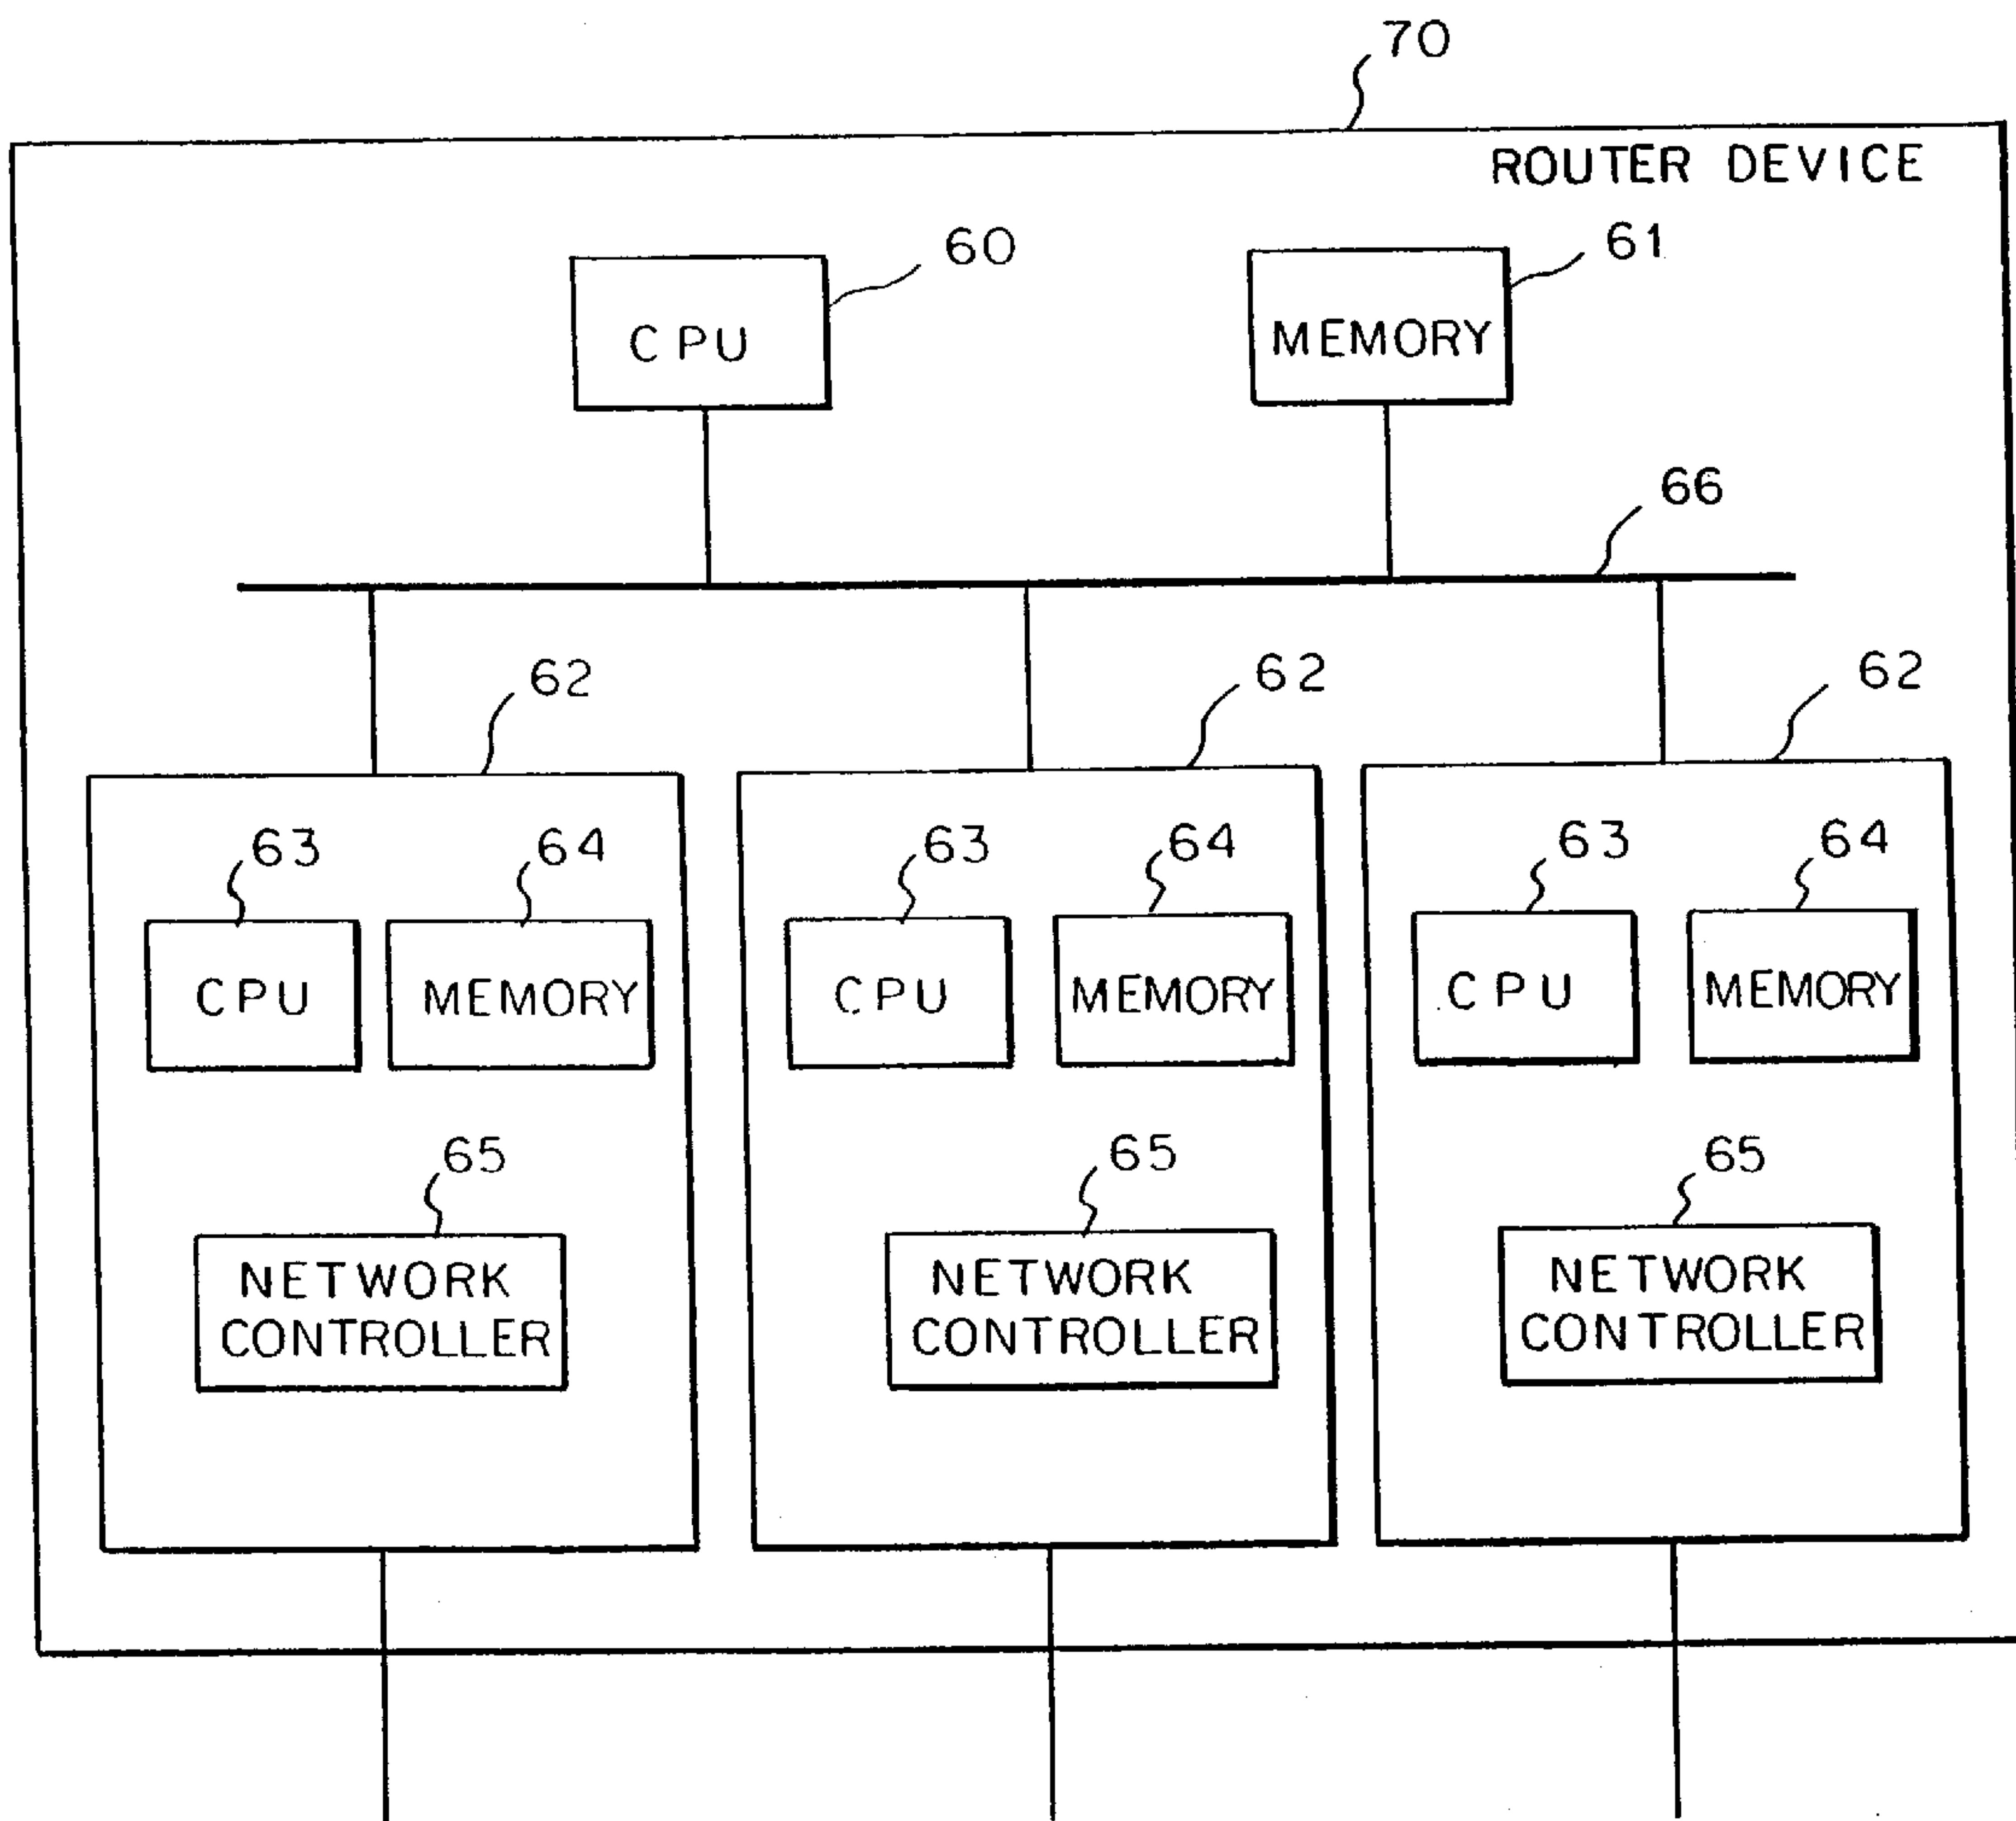 70
ROUTER DEVICE
60
61
CPU
MEMORY
66
62
62
62
63
64
63
64
63
64
CPU
MEMORY
CPU
MEMORY
CPU
MEMORY
65
65
65
NETWORK
CONTROLLER
NETWORK
CONTROLLER
NETWORK
CONTROLLER